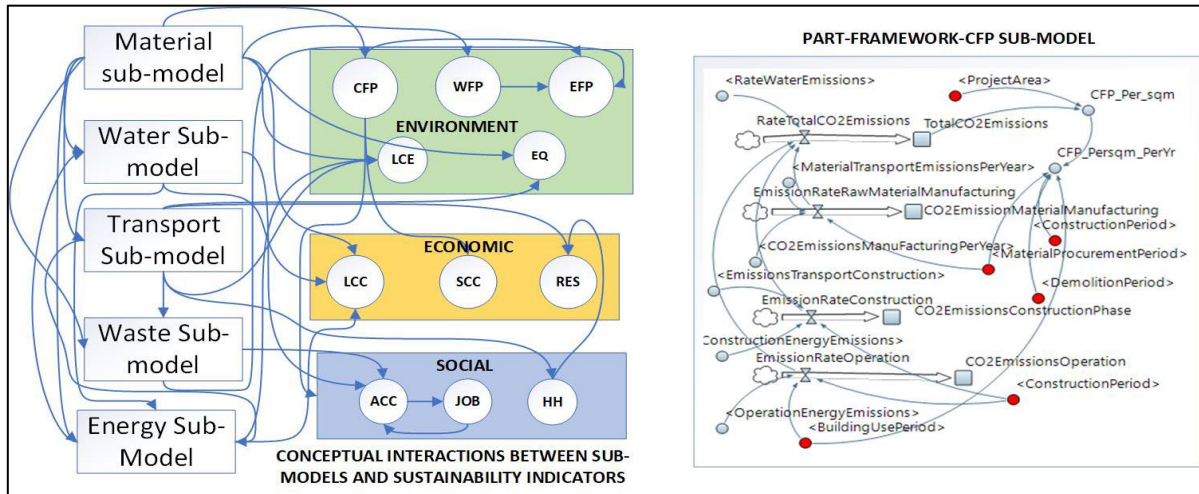 Material
sub-model
Water Sub-
model
Transport
Sub-model
Waste Sub-
model
Energy Sub-
Model
CFP
WFP
EFP
ENVIRONMENT
LCE
EQ
ECONOMIC
LCC
SCC
RES
SOCIAL
ACC
JOB
HH
CONCEPTUAL INTERACTIONS BETWEEN SUB-
MODELS AND SUSTAINABILITY INDICATORS
PART-FRAMEWORK-CFP SUB-MODEL
<RateWaterEmissions>
<ProjectArea>
CFP_Per_sqm
RateTotalCO2Emissions
TotalCO2Emissions
CFP_Persqm_PerYr
<MaterialTransportEmissionsPerYear>
EmissionRateRawMaterialManufacturing
CO2EmissionMaterialManufacturing
<ConstructionPeriod>
<CO2EmissionsManuFacturingPerYear>
<MaterialProcurementPeriod>
<EmissionsTransportConstruction>
<DemolitionPeriod>
EmissionRateConstruction
CO2EmissionsConstructionPhase
ConstructionEnergyEmissions>
EmissionRateOperation
CO2EmissionsOperation
<ConstructionPeriod>
<OperationEnergyEmissions>
<BuildingUsePeriod>